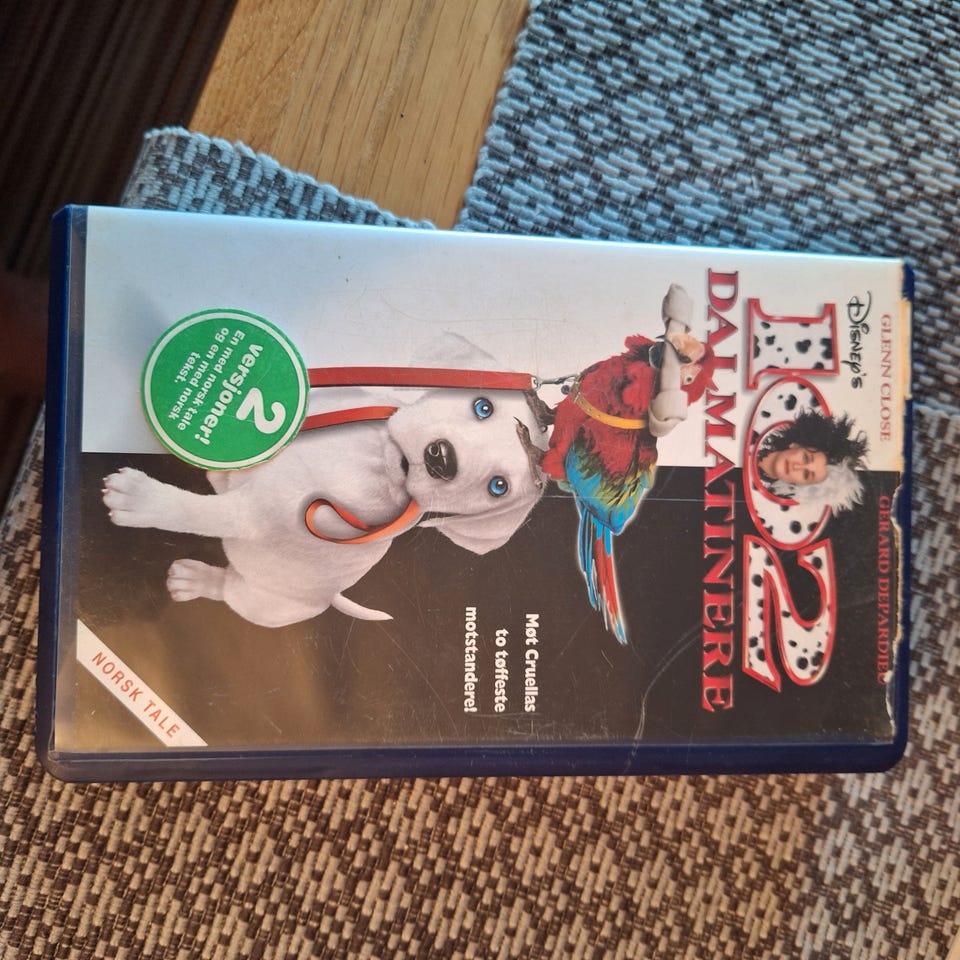 GLENN CLOSE
GERARD DEPARDIEU
DISNEY'S
102
DALMATINERE
Møt Cruellas
to tøffeste
motstandere!
2
versjoner!
En med norsk tale
og en med norsk
tekst.
NORSK TALE